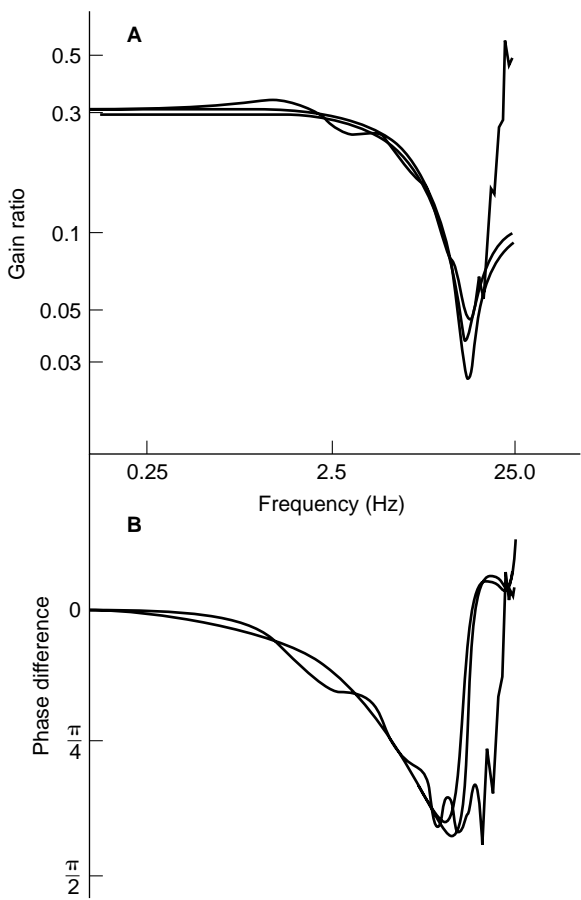 A
0.5
0.3
0.1
0.05
0.03
Gain ratio
0.25 2.5 25.0
Frequency (Hz)
B
0
π/4
π/2
Phase difference